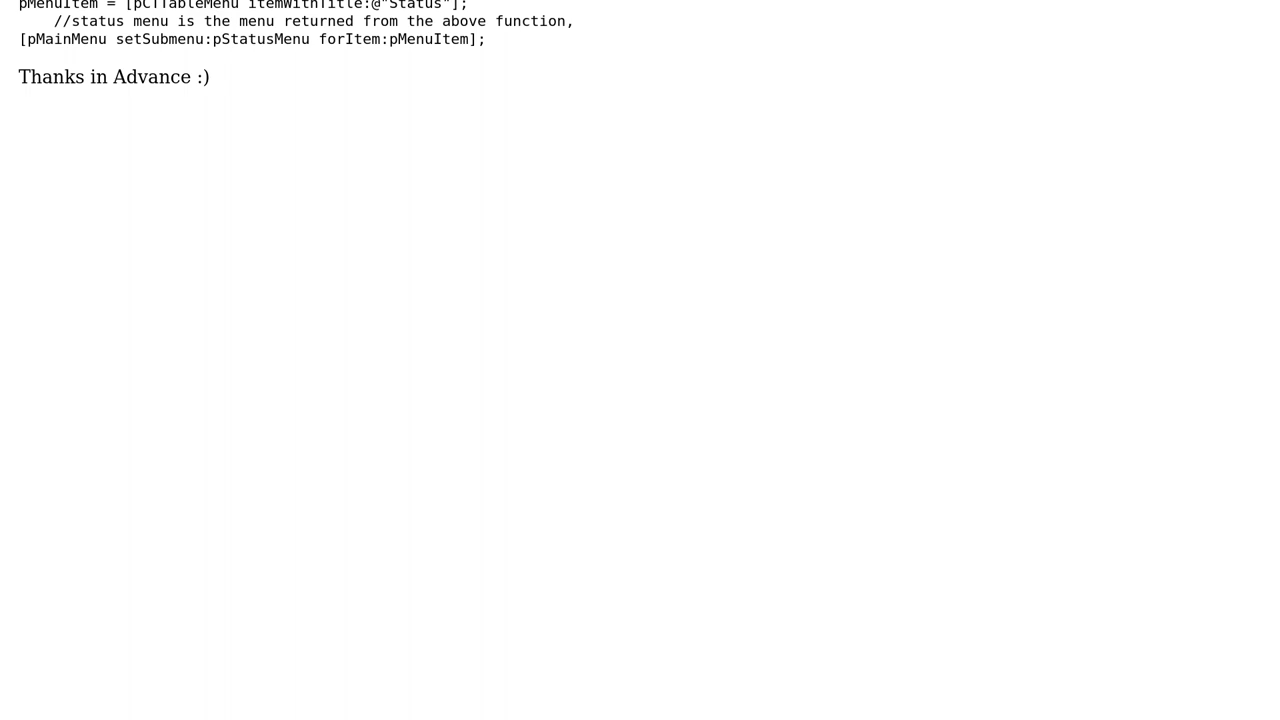 pMenuItem = [pCTTableMenu itemWithTitle:@"Status"];
    //status menu is the menu returned from the above function,
[pMainMenu setSubmenu:pStatusMenu forItem:pMenuItem];
Thanks in Advance :)